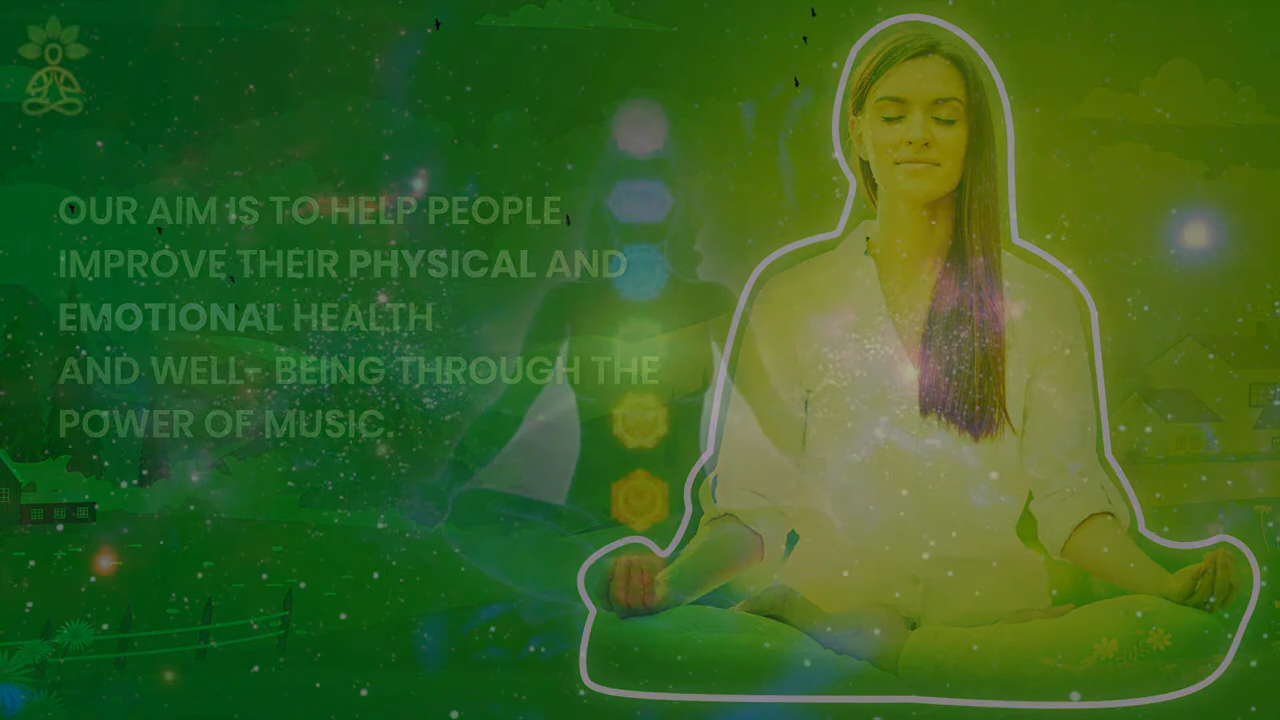 OUR AIM IS TO HELP PEOPLE
IMPROVE THEIR PHYSICAL AND
EMOTIONAL HEALTH
AND WELL- BEING THROUGH THE
POWER OF MUSIC.